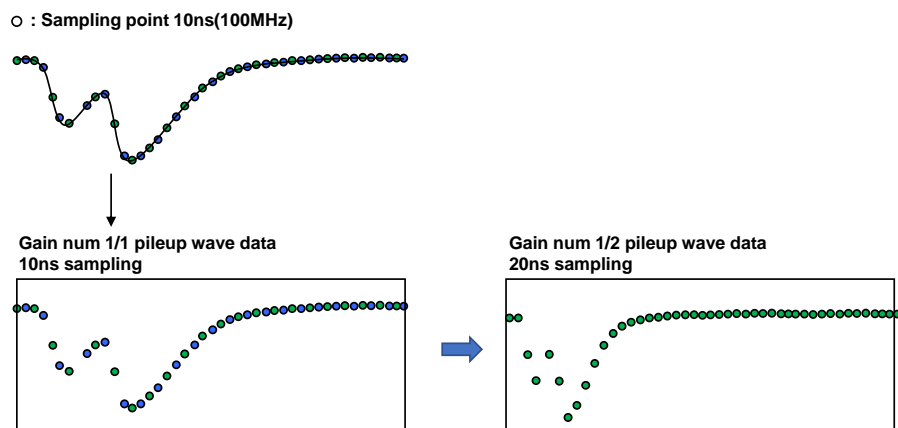 ○ : Sampling point 10ns(100MHz)
Gain num 1/1 pileup wave data
10ns sampling
Gain num 1/2 pileup wave data
20ns sampling